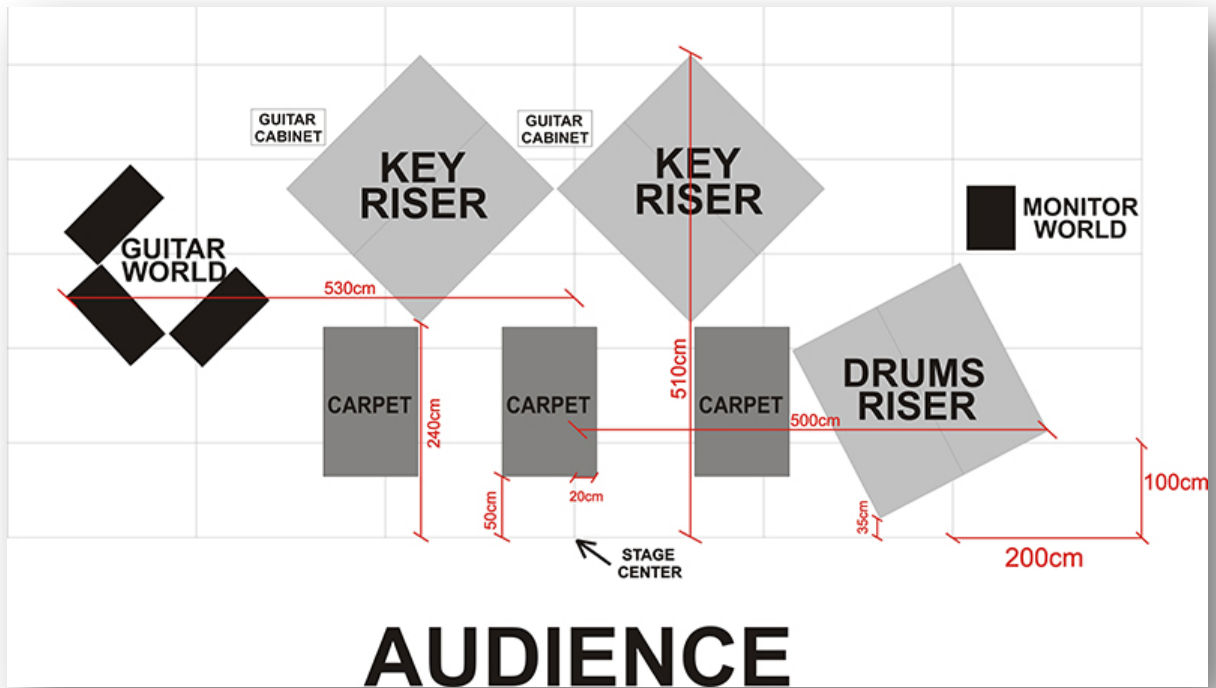 GUITAR
CABINET
GUITAR
CABINET
KEY
RISER
KEY
RISER
MONITOR
WORLD
GUITAR
WORLD
530cm
510cm
DRUMS
RISER
CARPET
CARPET
CARPET
240cm
500cm
100cm
50cm
20cm
35cm
STAGE
CENTER
200cm
AUDIENCE